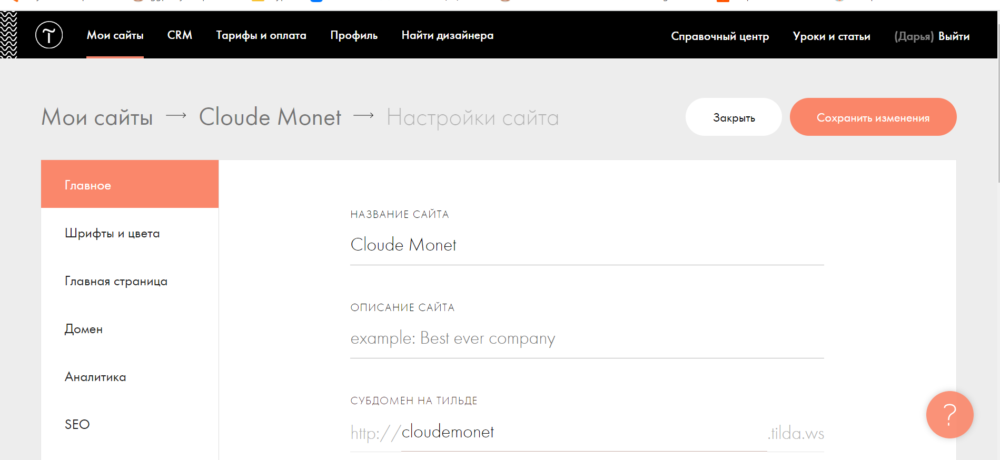 Мои сайты CRM Тарифы и оплата Профиль Найти дизайнера Справочный центр Уроки и статьи (Дарья) Выйти
Мои сайты → Cloude Monet → Настройки сайта Закрыть Сохранить изменения
Главное
Шрифты и цвета
Главная страница
Домен
Аналитика
SEO
НАЗВАНИЕ САЙТА
Cloude Monet
ОПИСАНИЕ САЙТА
example: Best ever company
СУБДОМЕН НА ТИЛЬДЕ
http://cloudemonet .tilda.ws
?